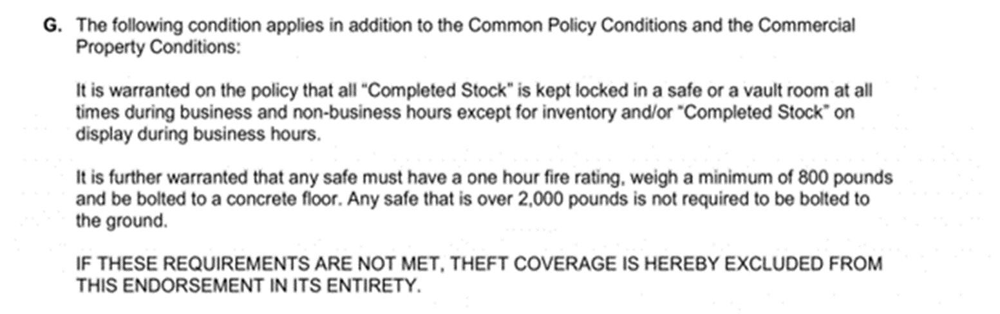 G. The following condition applies in addition to the Common Policy Conditions and the Commercial
Property Conditions:
It is warranted on the policy that all “Completed Stock” is kept locked in a safe or a vault room at all
times during business and non-business hours except for inventory and/or “Completed Stock” on
display during business hours.
It is further warranted that any safe must have a one hour fire rating, weigh a minimum of 800 pounds
and be bolted to a concrete floor. Any safe that is over 2,000 pounds is not required to be bolted to
the ground.
IF THESE REQUIREMENTS ARE NOT MET, THEFT COVERAGE IS HEREBY EXCLUDED FROM
THIS ENDORSEMENT IN ITS ENTIRETY.